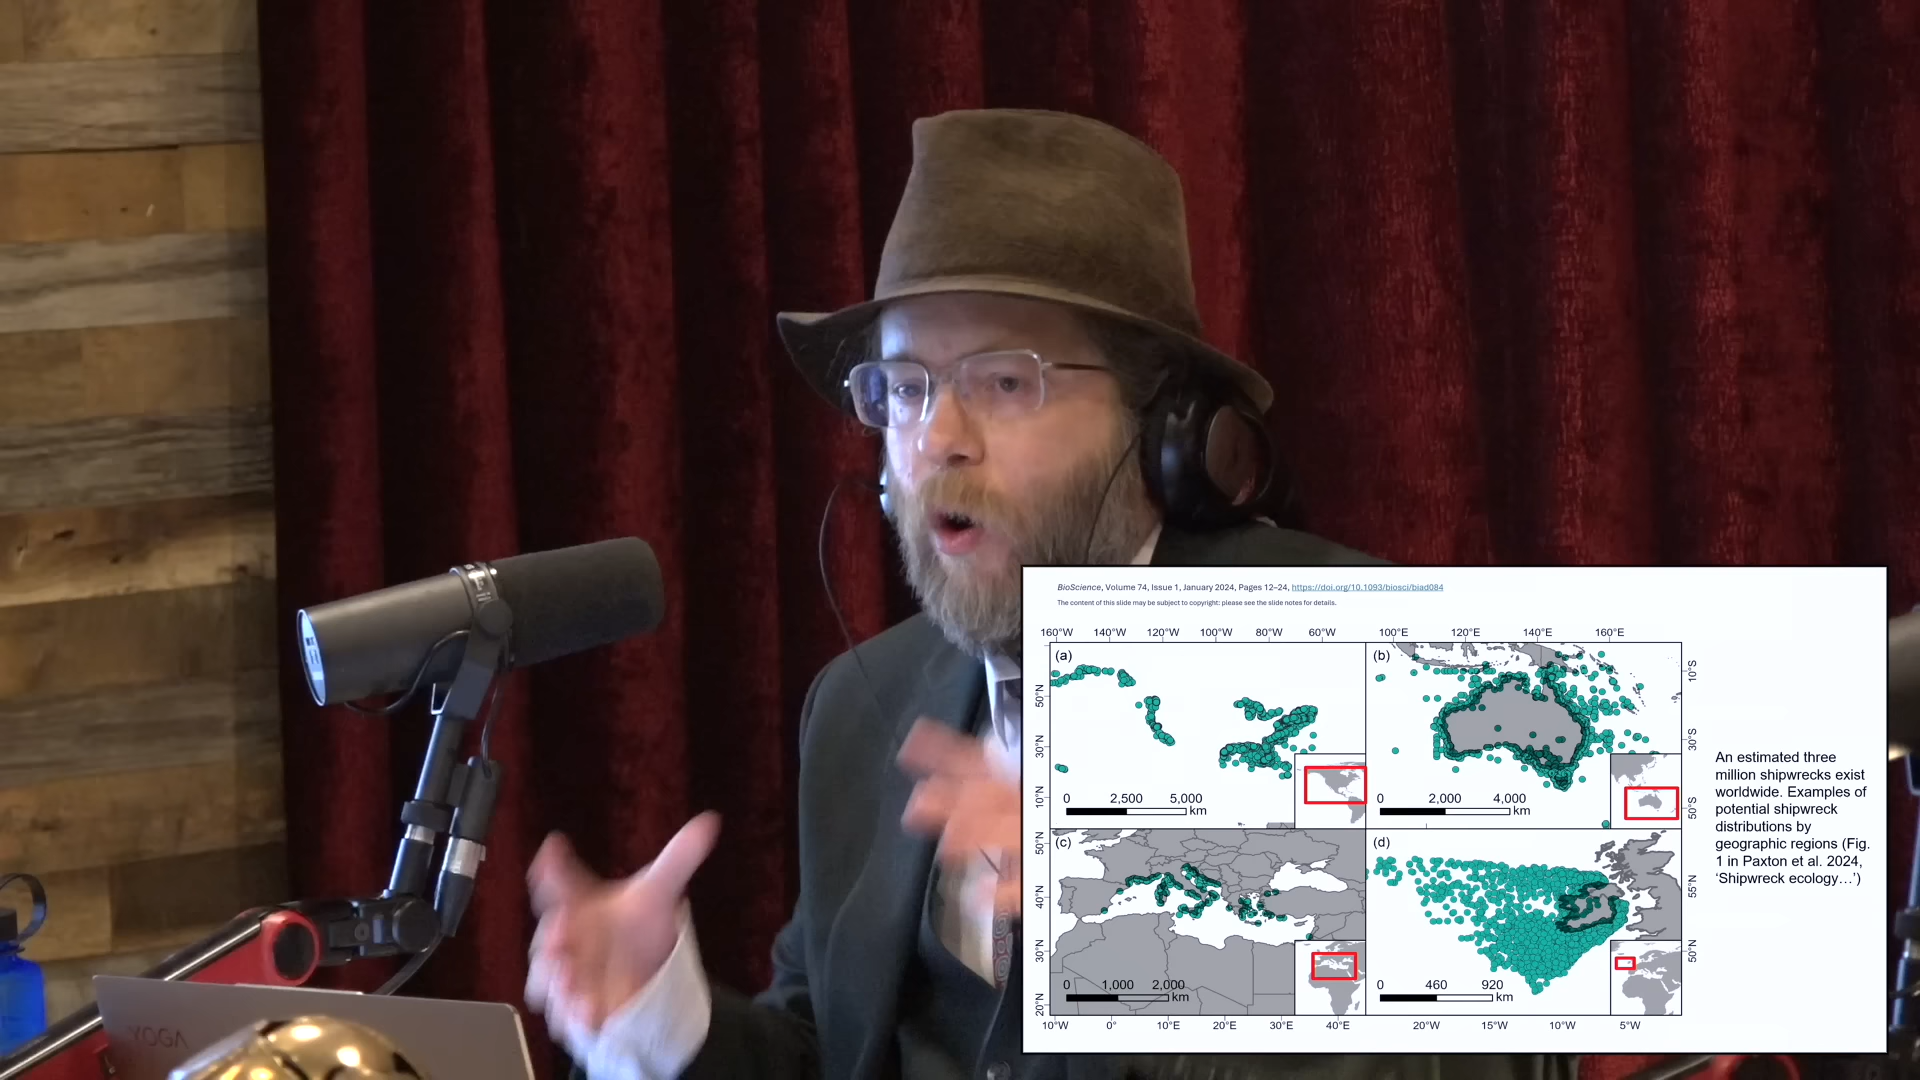 BioScience, Volume 74, Issue 1, January 2024, Pages 12–24, https://doi.org/10.1093/biosci/biad084
The content of this slide may be subject to copyright: please see the slide notes for details.
160°W 140°W 120°W 100°W 80°W 60°W 100°E 120°E 140°E 160°E
(a) (b)
50°N 30°N 10°N
10°S 30°S 50°S
0 2,500 5,000 km
0 2,000 4,000 km
(c) (d)
50°N 40°N 30°N 20°N
55°N 50°N
0 1,000 2,000 km
0 460 920 km
10°W 0° 10°E 20°E 30°E 40°E 20°W 15°W 10°W 5°W
An estimated three
million shipwrecks exist
worldwide. Examples of
potential shipwreck
distributions by
geographic regions (Fig.
1 in Paxton et al. 2024,
‘Shipwreck ecology…’)
YOGA